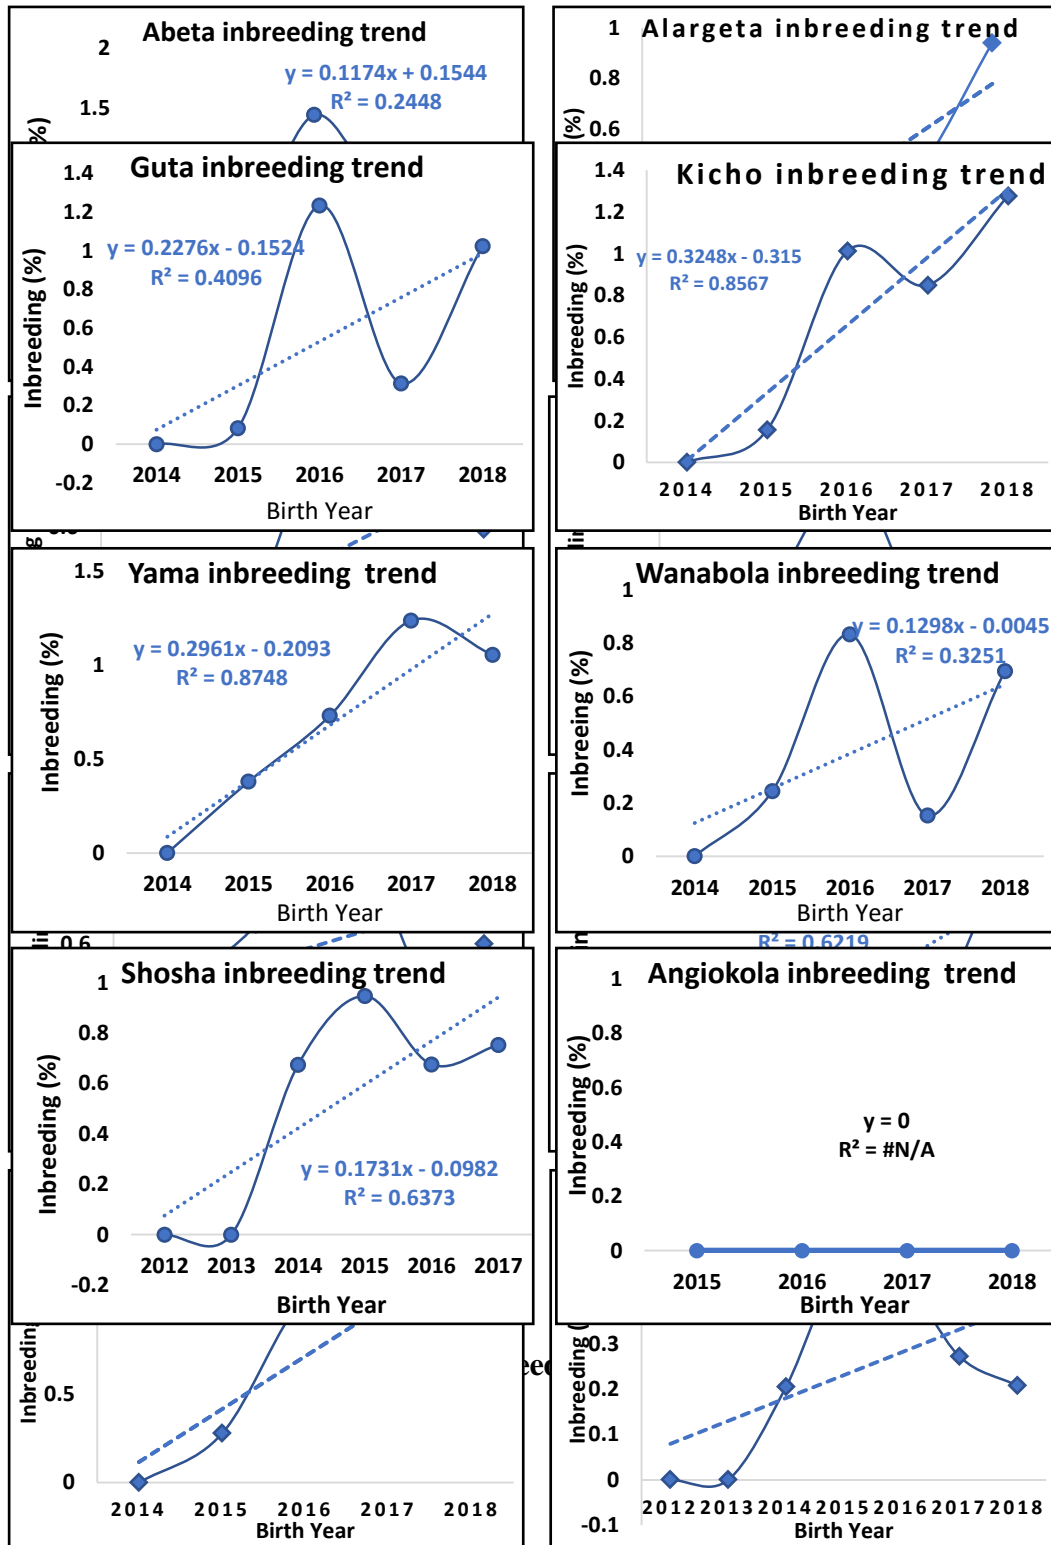 Abeta inbreeding trend
2
y = 0.1174x + 0.1544
R² = 0.2448
1.5
%)
Alargeta inbreeding trend
1
0.8
0.6
(%)
Guta inbreeding trend
1.4
1.2
1
0.8
0.6
0.4
0.2
0
-0.2
y = 0.2276x - 0.1524
R² = 0.4096
Inbreeding (%)
2014 2015 2016 2017 2018
Birth Year
Kicho inbreeding trend
1.4
1.2
1
0.8
0.6
0.4
0.2
0
y = 0.3248x - 0.315
R² = 0.8567
Inbreeding (%)
2014 2015 2016 2017 2018
Birth Year
Yama inbreeding trend
1.5
1
0.5
0
y = 0.2961x - 0.2093
R² = 0.8748
Inbreeding (%)
2014 2015 2016 2017 2018
Birth Year
Wanabola inbreeding trend
1
0.8
0.6
0.4
0.2
0
y = 0.1298x - 0.0045
R² = 0.3251
Inbreeing (%)
2014 2015 2016 2017 2018
Birth Year
0.6
R² = 0.6219
Shosha inbreeding trend
1
0.8
0.6
0.4
0.2
0
-0.2
y = 0.1731x - 0.0982
R² = 0.6373
Inbreeding (%)
2012 2013 2014 2015 2016 2017
Birth Year
Angiokola inbreeding trend
1
0.8
0.6
0.4
0.2
0
y = 0
R² = #N/A
Inbreeding (%)
2015 2016 2017 2018
Birth Year
Inbreeding
0.5
0
2014 2015 2016 2017 2018
Birth Year
eed
0.3
0.2
0.1
0
-0.1
Inbreeding (
2012 2013 2014 2015 2016 2017 2018
Birth Year